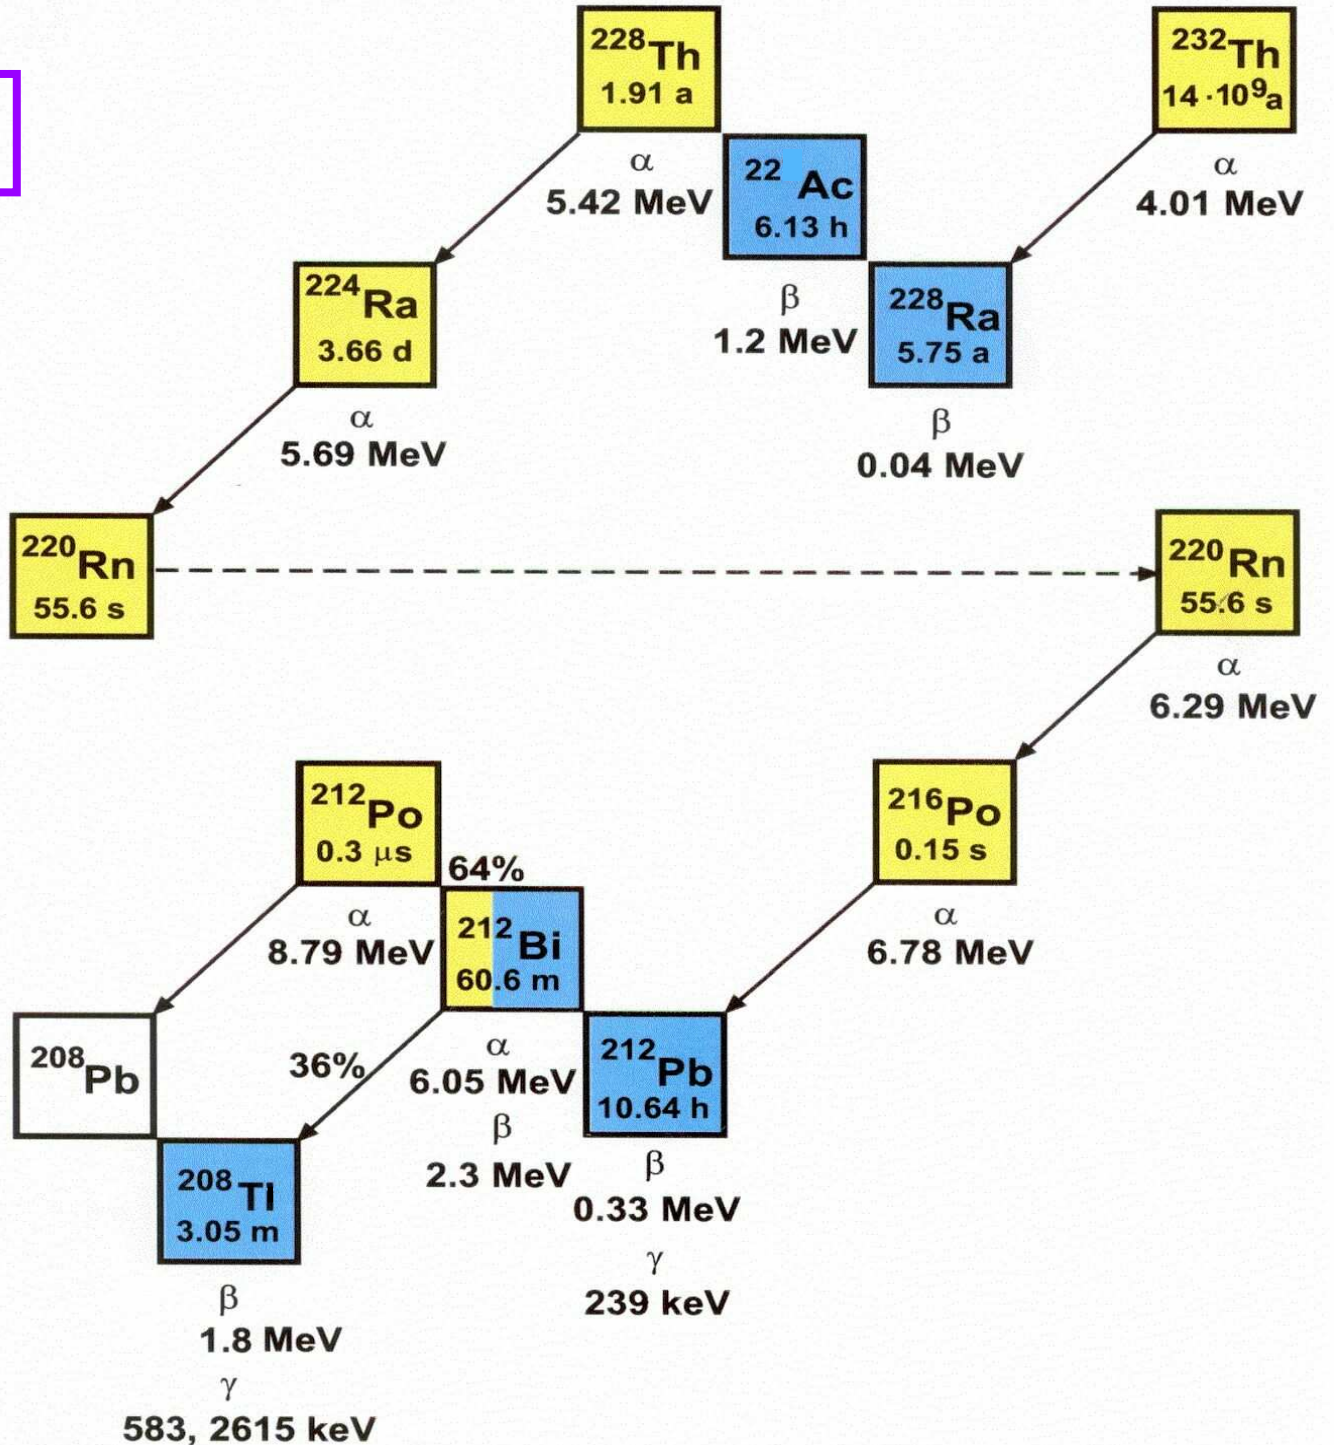 228Th
1.91 a
232Th
14 ·10⁹a
α
5.42 MeV
22 Ac
6.13 h
α
4.01 MeV
224Ra
3.66 d
β
1.2 MeV
228Ra
5.75 a
α
5.69 MeV
β
0.04 MeV
220Rn
55.6 s
220Rn
55.6 s
α
6.29 MeV
212Po
0.3 μs
64%
216Po
0.15 s
α
8.79 MeV
212Bi
60.6 m
α
6.78 MeV
208Pb
36%
α
6.05 MeV
β
2.3 MeV
212Pb
10.64 h
β
0.33 MeV
γ
239 keV
208Tl
3.05 m
β
1.8 MeV
γ
583, 2615 keV